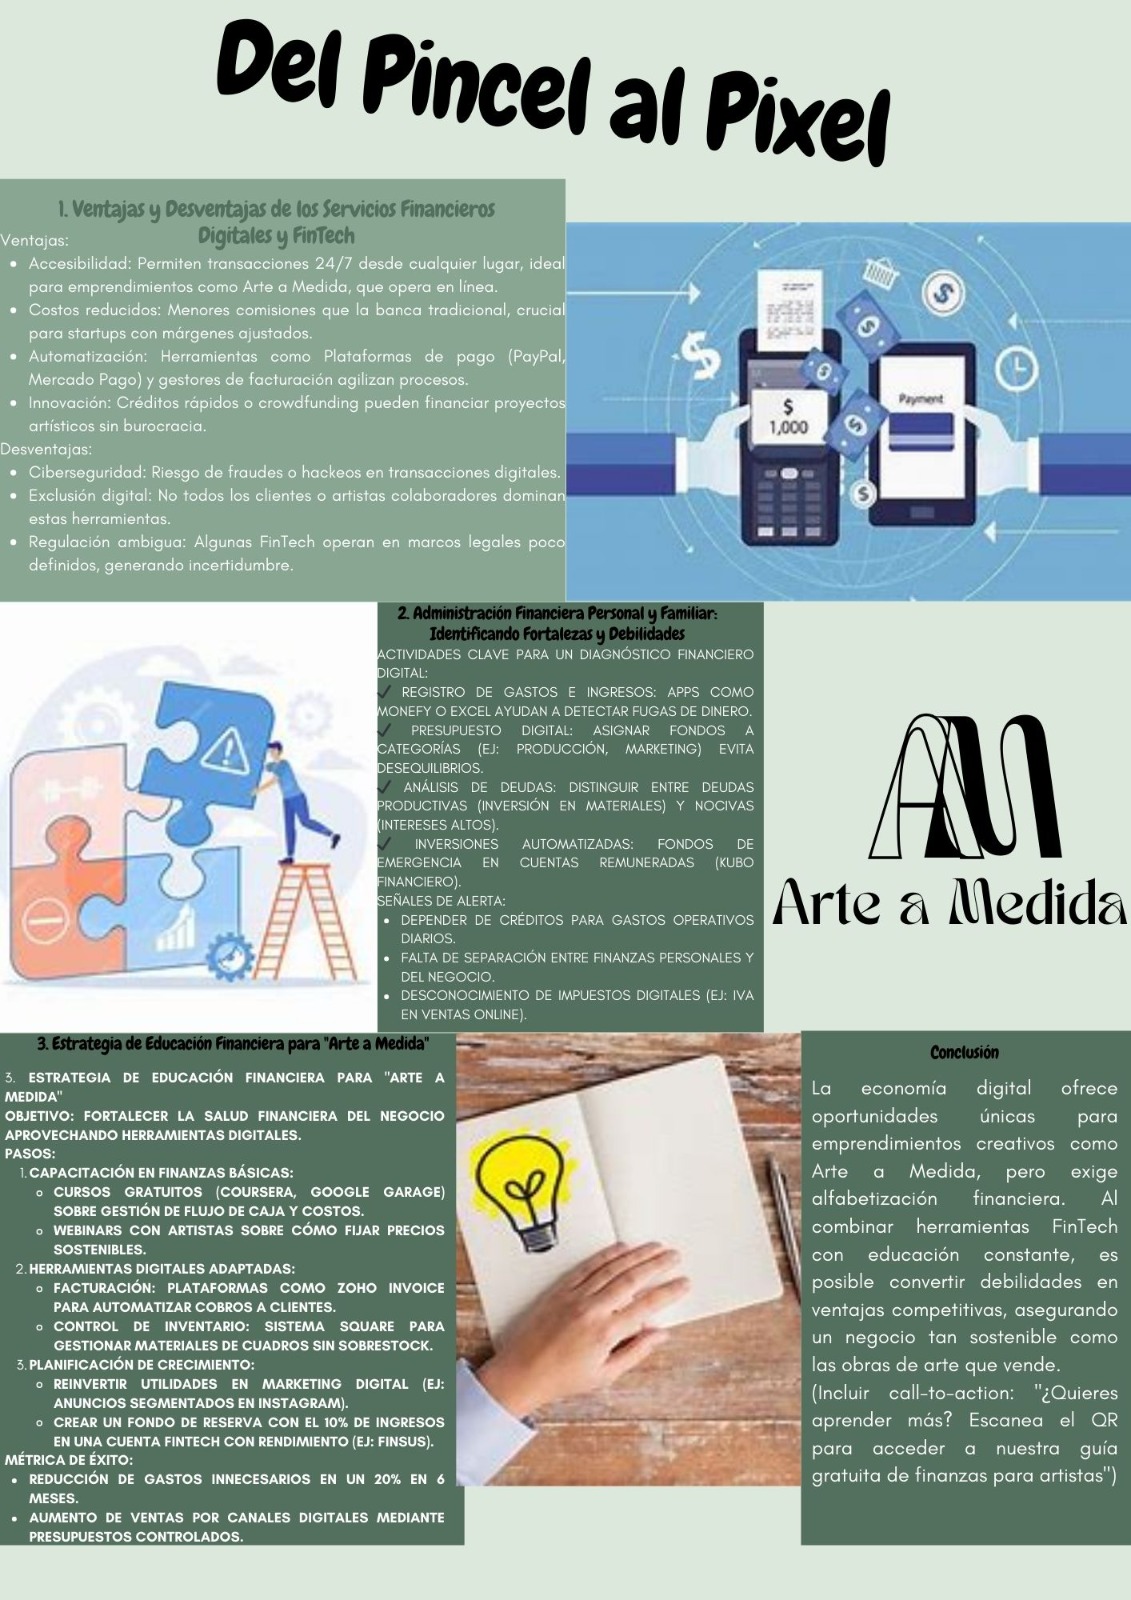 Del Pincel al Pixel
1. Ventajas y Desventajas de los Servicios Financieros
Digitales y FinTech
Ventajas:
• Accesibilidad: Permiten transacciones 24/7 desde cualquier lugar, ideal
para emprendimientos como Arte a Medida, que opera en línea.
• Costos reducidos: Menores comisiones que la banca tradicional, crucial
para startups con márgenes ajustados.
• Automatización: Herramientas como Plataformas de pago (PayPal,
Mercado Pago) y gestores de facturación agilizan procesos.
• Innovación: Créditos rápidos o crowdfunding pueden financiar proyectos
artísticos sin burocracia.
Desventajas:
• Ciberseguridad: Riesgo de fraudes o hackeos en transacciones digitales.
• Exclusión digital: No todos los clientes o artistas colaboradores dominan
estas herramientas.
• Regulación ambigua: Algunas FinTech operan en marcos legales poco
definidos, generando incertidumbre.
$
1,000
Payment
2. Administración Financiera Personal y Familiar:
Identificando Fortalezas y Debilidades
ACTIVIDADES CLAVE PARA UN DIAGNÓSTICO FINANCIERO
DIGITAL:
✓ REGISTRO DE GASTOS E INGRESOS: APPS COMO
MONEFY O EXCEL AYUDAN A DETECTAR FUGAS DE DINERO.
✓ PRESUPUESTO DIGITAL: ASIGNAR FONDOS A
CATEGORÍAS (EJ: PRODUCCIÓN, MARKETING) EVITA
DESEQUILIBRIOS.
✓ ANÁLISIS DE DEUDAS: DISTINGUIR ENTRE DEUDAS
PRODUCTIVAS (INVERSIÓN EN MATERIALES) Y NOCIVAS
(INTERESES ALTOS).
✓ INVERSIONES AUTOMATIZADAS: FONDOS DE
EMERGENCIA EN CUENTAS REMUNERADAS (KUBO
FINANCIERO).
SEÑALES DE ALERTA:
• DEPENDER DE CRÉDITOS PARA GASTOS OPERATIVOS
DIARIOS.
• FALTA DE SEPARACIÓN ENTRE FINANZAS PERSONALES Y
DEL NEGOCIO.
• DESCONOCIMIENTO DE IMPUESTOS DIGITALES (EJ: IVA
EN VENTAS ONLINE).
AM
Arte a Medida
3. Estrategia de Educación Financiera para "Arte a Medida"
3. ESTRATEGIA DE EDUCACIÓN FINANCIERA PARA "ARTE A
MEDIDA"
OBJETIVO: FORTALECER LA SALUD FINANCIERA DEL NEGOCIO
APROVECHANDO HERRAMIENTAS DIGITALES.
PASOS:
1. CAPACITACIÓN EN FINANZAS BÁSICAS:
○ CURSOS GRATUITOS (COURSERA, GOOGLE GARAGE)
SOBRE GESTIÓN DE FLUJO DE CAJA Y COSTOS.
○ WEBINARS CON ARTISTAS SOBRE CÓMO FIJAR PRECIOS
SOSTENIBLES.
2. HERRAMIENTAS DIGITALES ADAPTADAS:
○ FACTURACIÓN: PLATAFORMAS COMO ZOHO INVOICE
PARA AUTOMATIZAR COBROS A CLIENTES.
○ CONTROL DE INVENTARIO: SISTEMA SQUARE PARA
GESTIONAR MATERIALES DE CUADROS SIN SOBRESTOCK.
3. PLANIFICACIÓN DE CRECIMIENTO:
○ REINVERTIR UTILIDADES EN MARKETING DIGITAL (EJ:
ANUNCIOS SEGMENTADOS EN INSTAGRAM).
○ CREAR UN FONDO DE RESERVA CON EL 10% DE INGRESOS
EN UNA CUENTA FINTECH CON RENDIMIENTO (EJ: FINSUS).
MÉTRICA DE ÉXITO:
• REDUCCIÓN DE GASTOS INNECESARIOS EN UN 20% EN 6
MESES.
• AUMENTO DE VENTAS POR CANALES DIGITALES MEDIANTE
PRESUPUESTOS CONTROLADOS.
Conclusión
La economía digital ofrece
oportunidades únicas para
emprendimientos creativos como
Arte a Medida, pero exige
alfabetización financiera. Al
combinar herramientas FinTech
con educación constante, es
posible convertir debilidades en
ventajas competitivas, asegurando
un negocio tan sostenible como
las obras de arte que vende.
(Incluir call-to-action: "¿Quieres
aprender más? Escanea el QR
para acceder a nuestra guía
gratuita de finanzas para artistas")